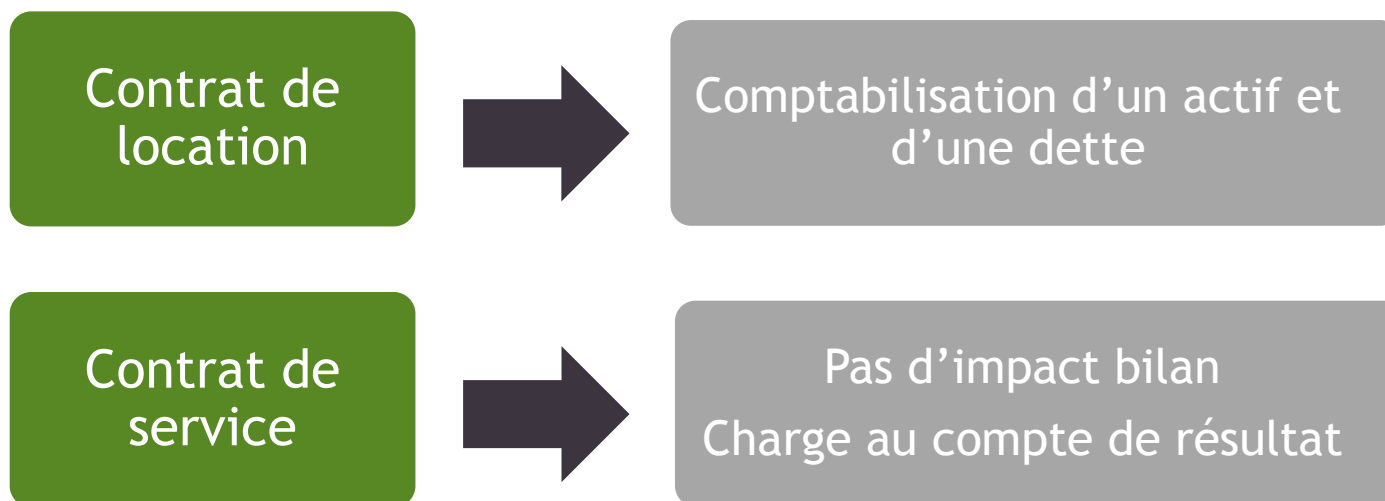 Contrat de
location
Comptabilisation d’un actif et
d’une dette
Contrat de
service
Pas d’impact bilan
Charge au compte de résultat